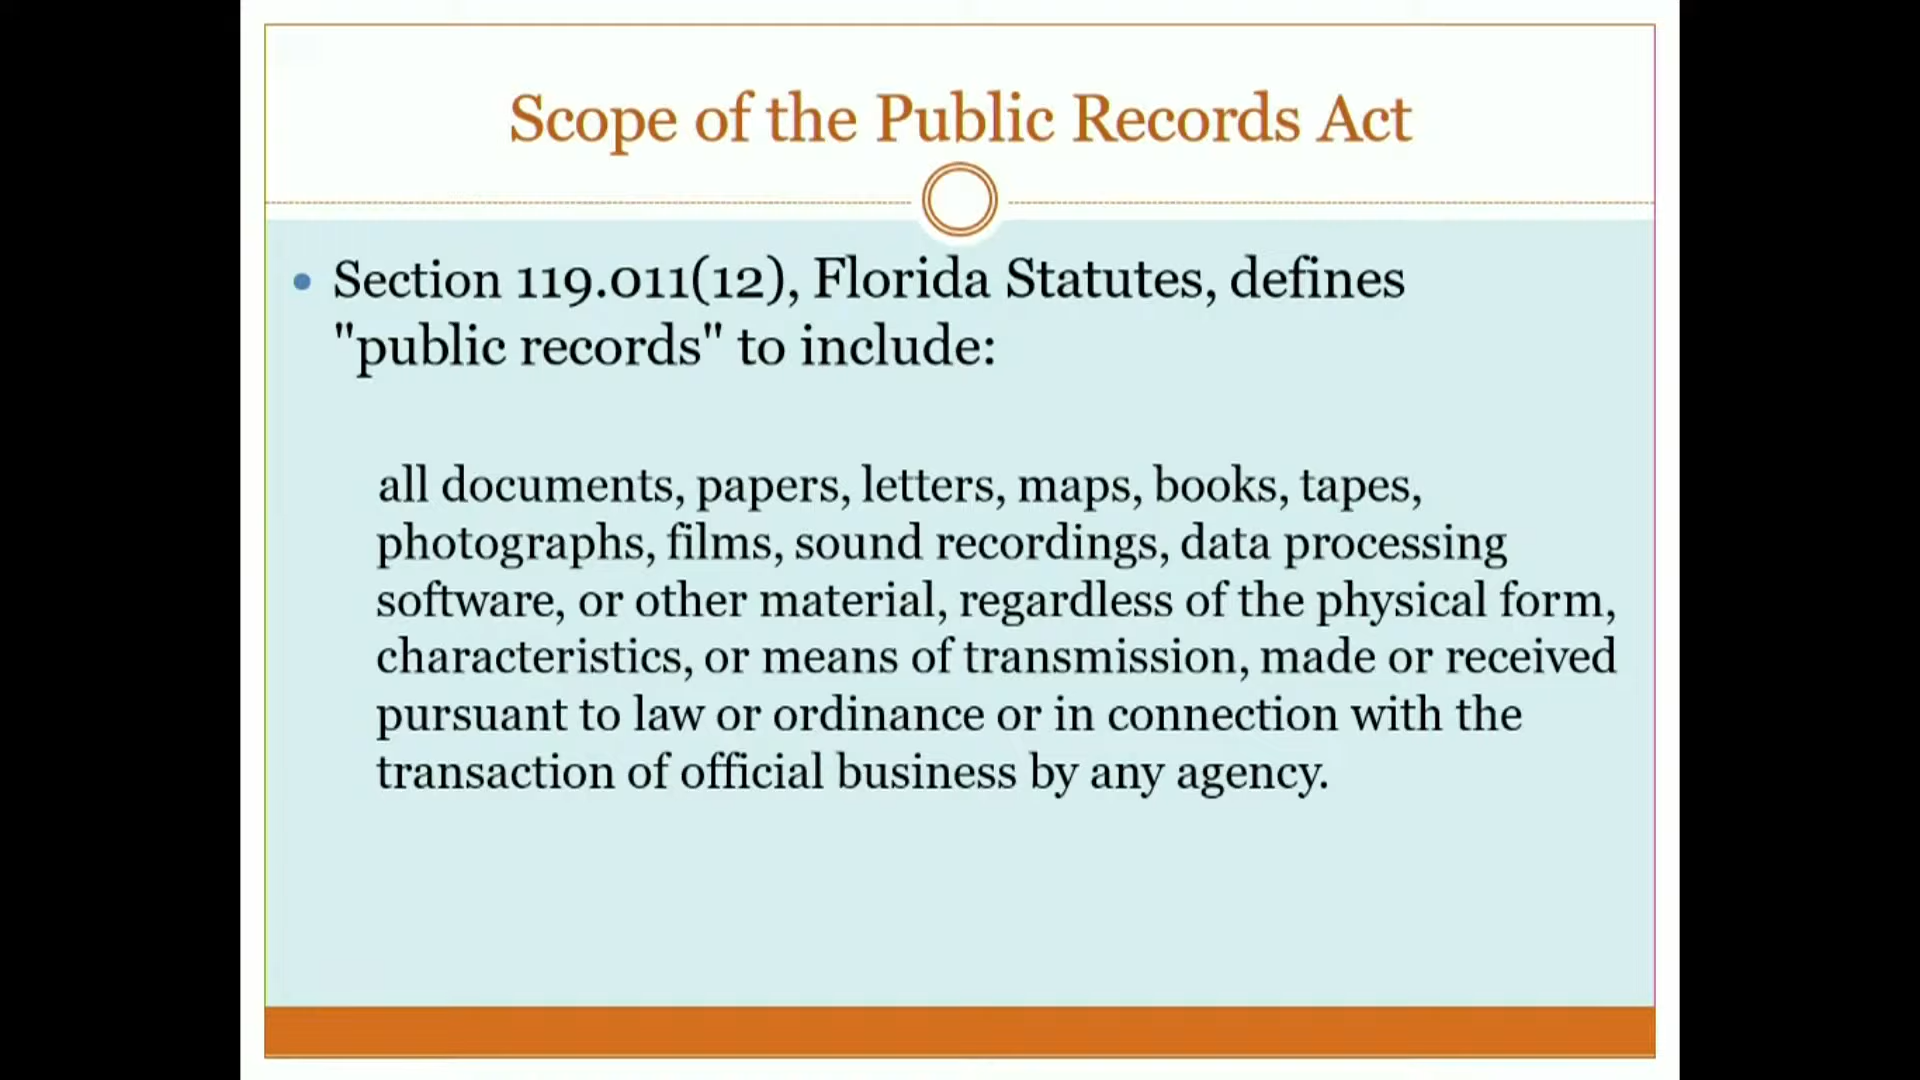 Scope of the Public Records Act
• Section 119.011(12), Florida Statutes, defines
"public records" to include:
all documents, papers, letters, maps, books, tapes,
photographs, films, sound recordings, data processing
software, or other material, regardless of the physical form,
characteristics, or means of transmission, made or received
pursuant to law or ordinance or in connection with the
transaction of official business by any agency.